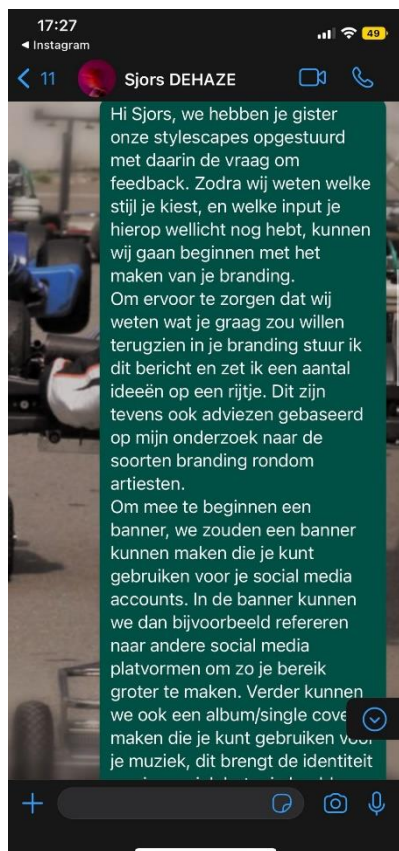 17:27
49
◀ Instagram
11
Sjors DEHAZE
Hi Sjors, we hebben je gister
onze stylescapes opgestuurd
met daarin de vraag om
feedback. Zodra wij weten welke
stijl je kiest, en welke input je
hierop wellicht nog hebt, kunnen
wij gaan beginnen met het
maken van je branding.
Om ervoor te zorgen dat wij
weten wat je graag zou willen
terugzien in je branding stuur ik
dit bericht en zet ik een aantal
ideeën op een rijtje. Dit zijn
tevens ook adviezen gebaseerd
op mijn onderzoek naar de
soorten branding rondom
artiesten.
Om mee te beginnen een
banner, we zouden een banner
kunnen maken die je kunt
gebruiken voor je social media
accounts. In de banner kunnen
we dan bijvoorbeeld refereren
naar andere social media
platvormen om zo je bereik
groter te maken. Verder kunnen
we ook een album/single cove
maken die je kunt gebruiken voor
je muziek, dit brengt de identiteit